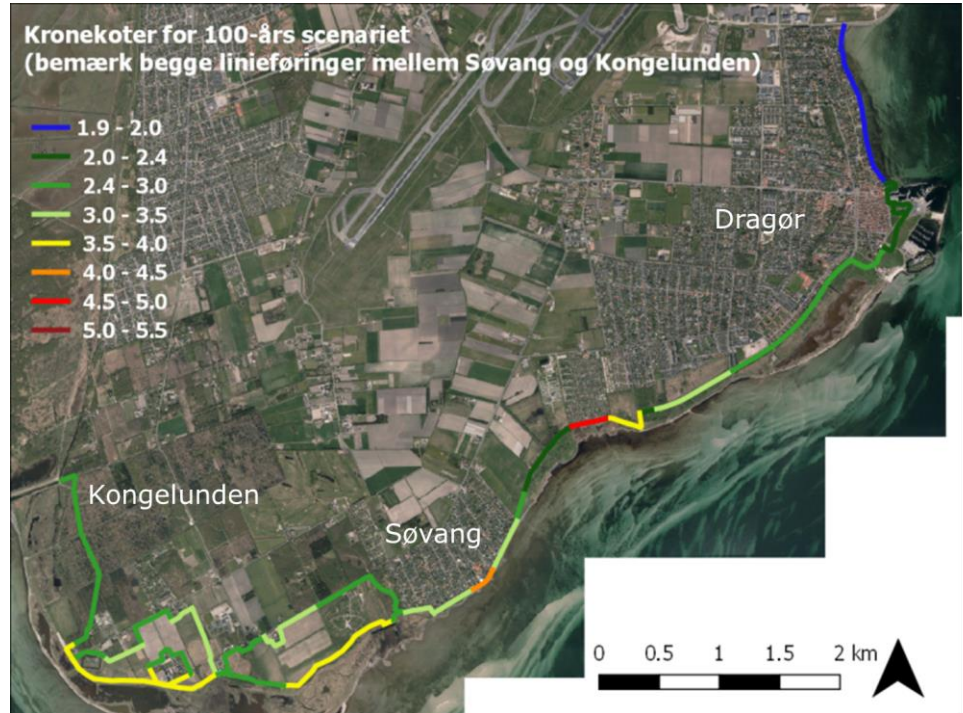 Kronekoter for 100-års scenariet
(bemærk begge linieføringer mellem Søvang og Kongelunden)
1.9 - 2.0
2.0 - 2.4
2.4 - 3.0
3.0 - 3.5
3.5 - 4.0
4.0 - 4.5
4.5 - 5.0
5.0 - 5.5
Dragør
Kongelunden
Søvang
0 0.5 1 1.5 2 km